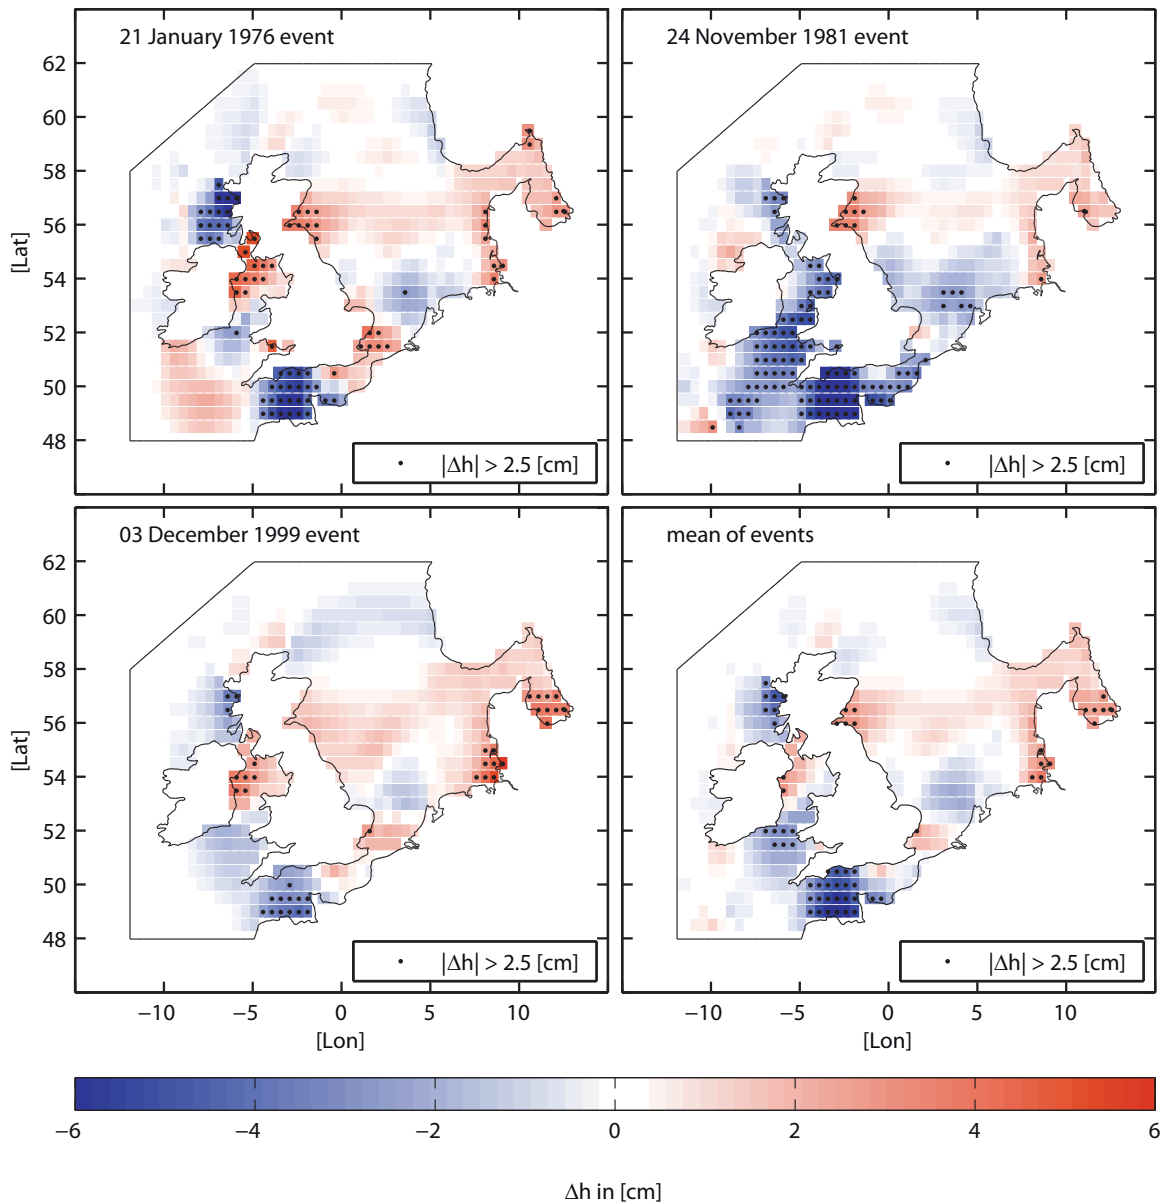 21 January 1976 event
24 November 1981 event
62
60
58
56
54
52
50
48
[Lat]
|Δh| > 2.5 [cm]
|Δh| > 2.5 [cm]
03 December 1999 event
mean of events
62
60
58
56
54
52
50
48
[Lat]
|Δh| > 2.5 [cm]
|Δh| > 2.5 [cm]
−10 −5 0 5 10
−10 −5 0 5 10
[Lon]
[Lon]
−6 −4 −2 0 2 4 6
Δh in [cm]